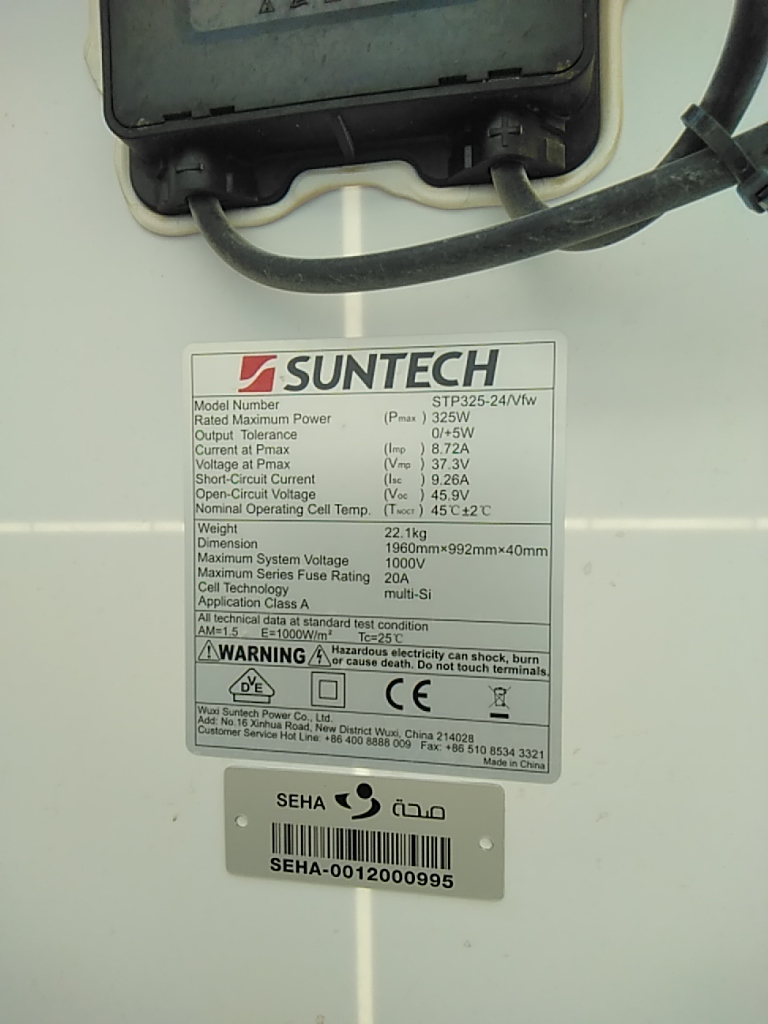 SUNTECH
Model Number STP325-24/Vfw
Rated Maximum Power (Pmax) 325W
Output Tolerance 0/+5W
Current at Pmax (Imp) 8.72A
Voltage at Pmax (Vmp) 37.3V
Short-Circuit Current (Isc) 9.26A
Open-Circuit Voltage (Voc) 45.9V
Nominal Operating Cell Temp. (TNOCT) 45℃±2℃
Weight 22.1kg
Dimension 1960mm×992mm×40mm
Maximum System Voltage 1000V
Maximum Series Fuse Rating 20A
Cell Technology multi-Si
Application Class A
All technical data at standard test condition
AM=1.5 E=1000W/m² Tc=25℃
WARNING Hazardous electricity can shock, burn
or cause death. Do not touch terminals.
DVE CE
Wuxi Suntech Power Co., Ltd.
Add: No.16 Xinhua Road, New District Wuxi, China 214028
Customer Service Hot Line: +86 400 8888 009 Fax: +86 510 8534 3321
Made in China
SEHA صحة
SEHA-0012000995